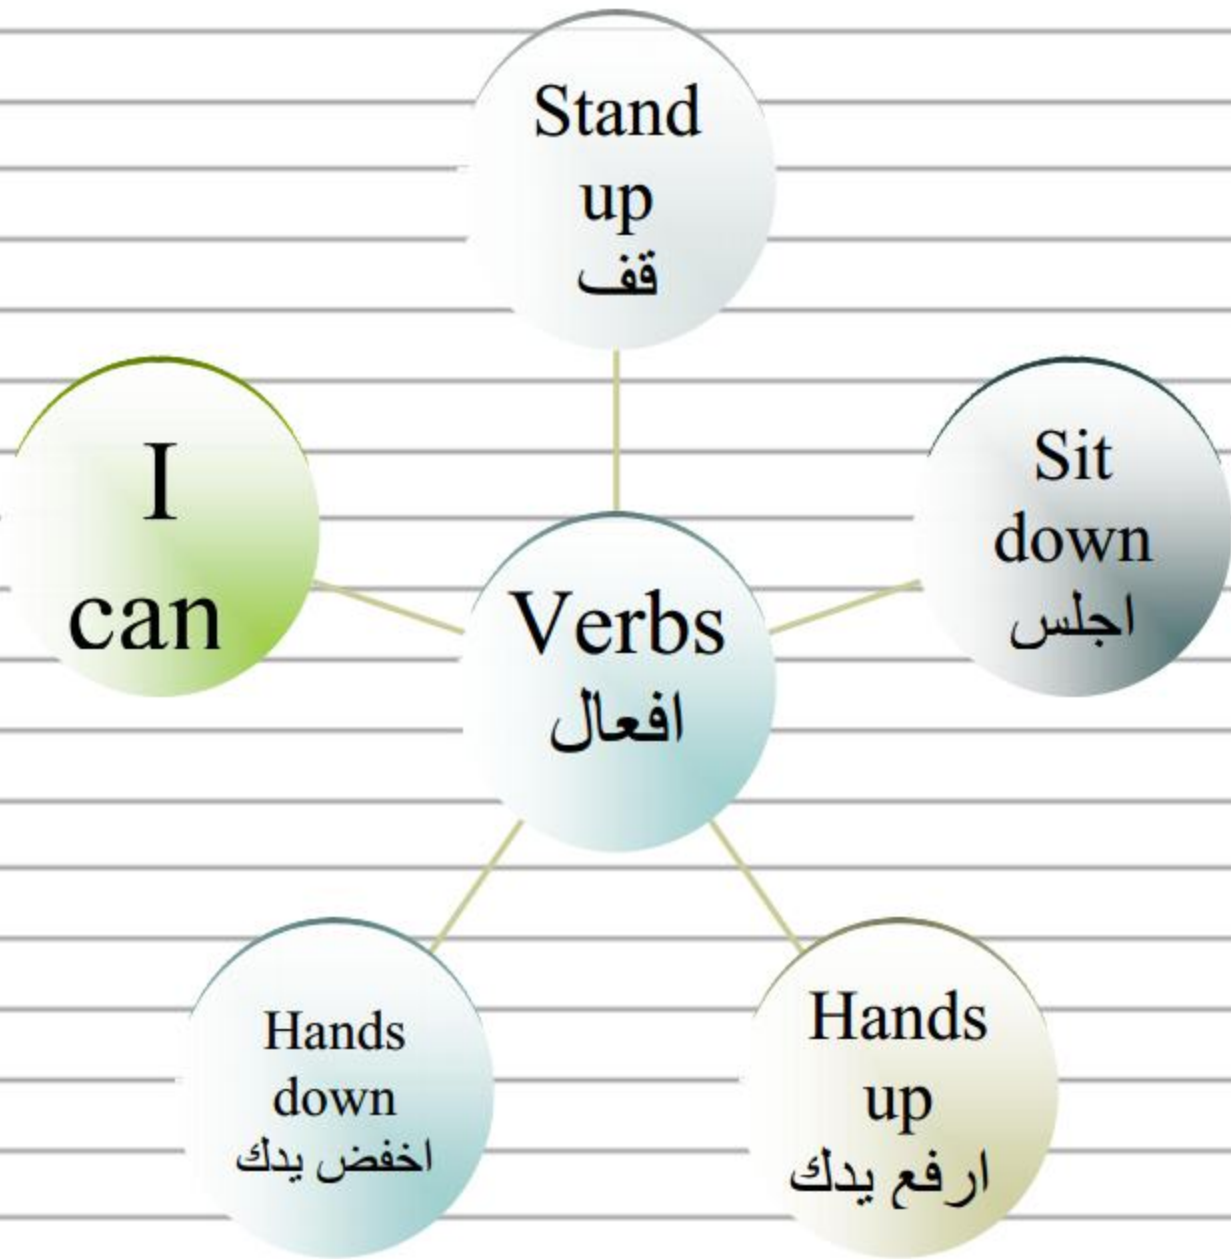 Stand
up
قف
I
can
Sit
down
اجلس
Verbs
افعال
Hands
down
اخفض يدك
Hands
up
ارفع يدك